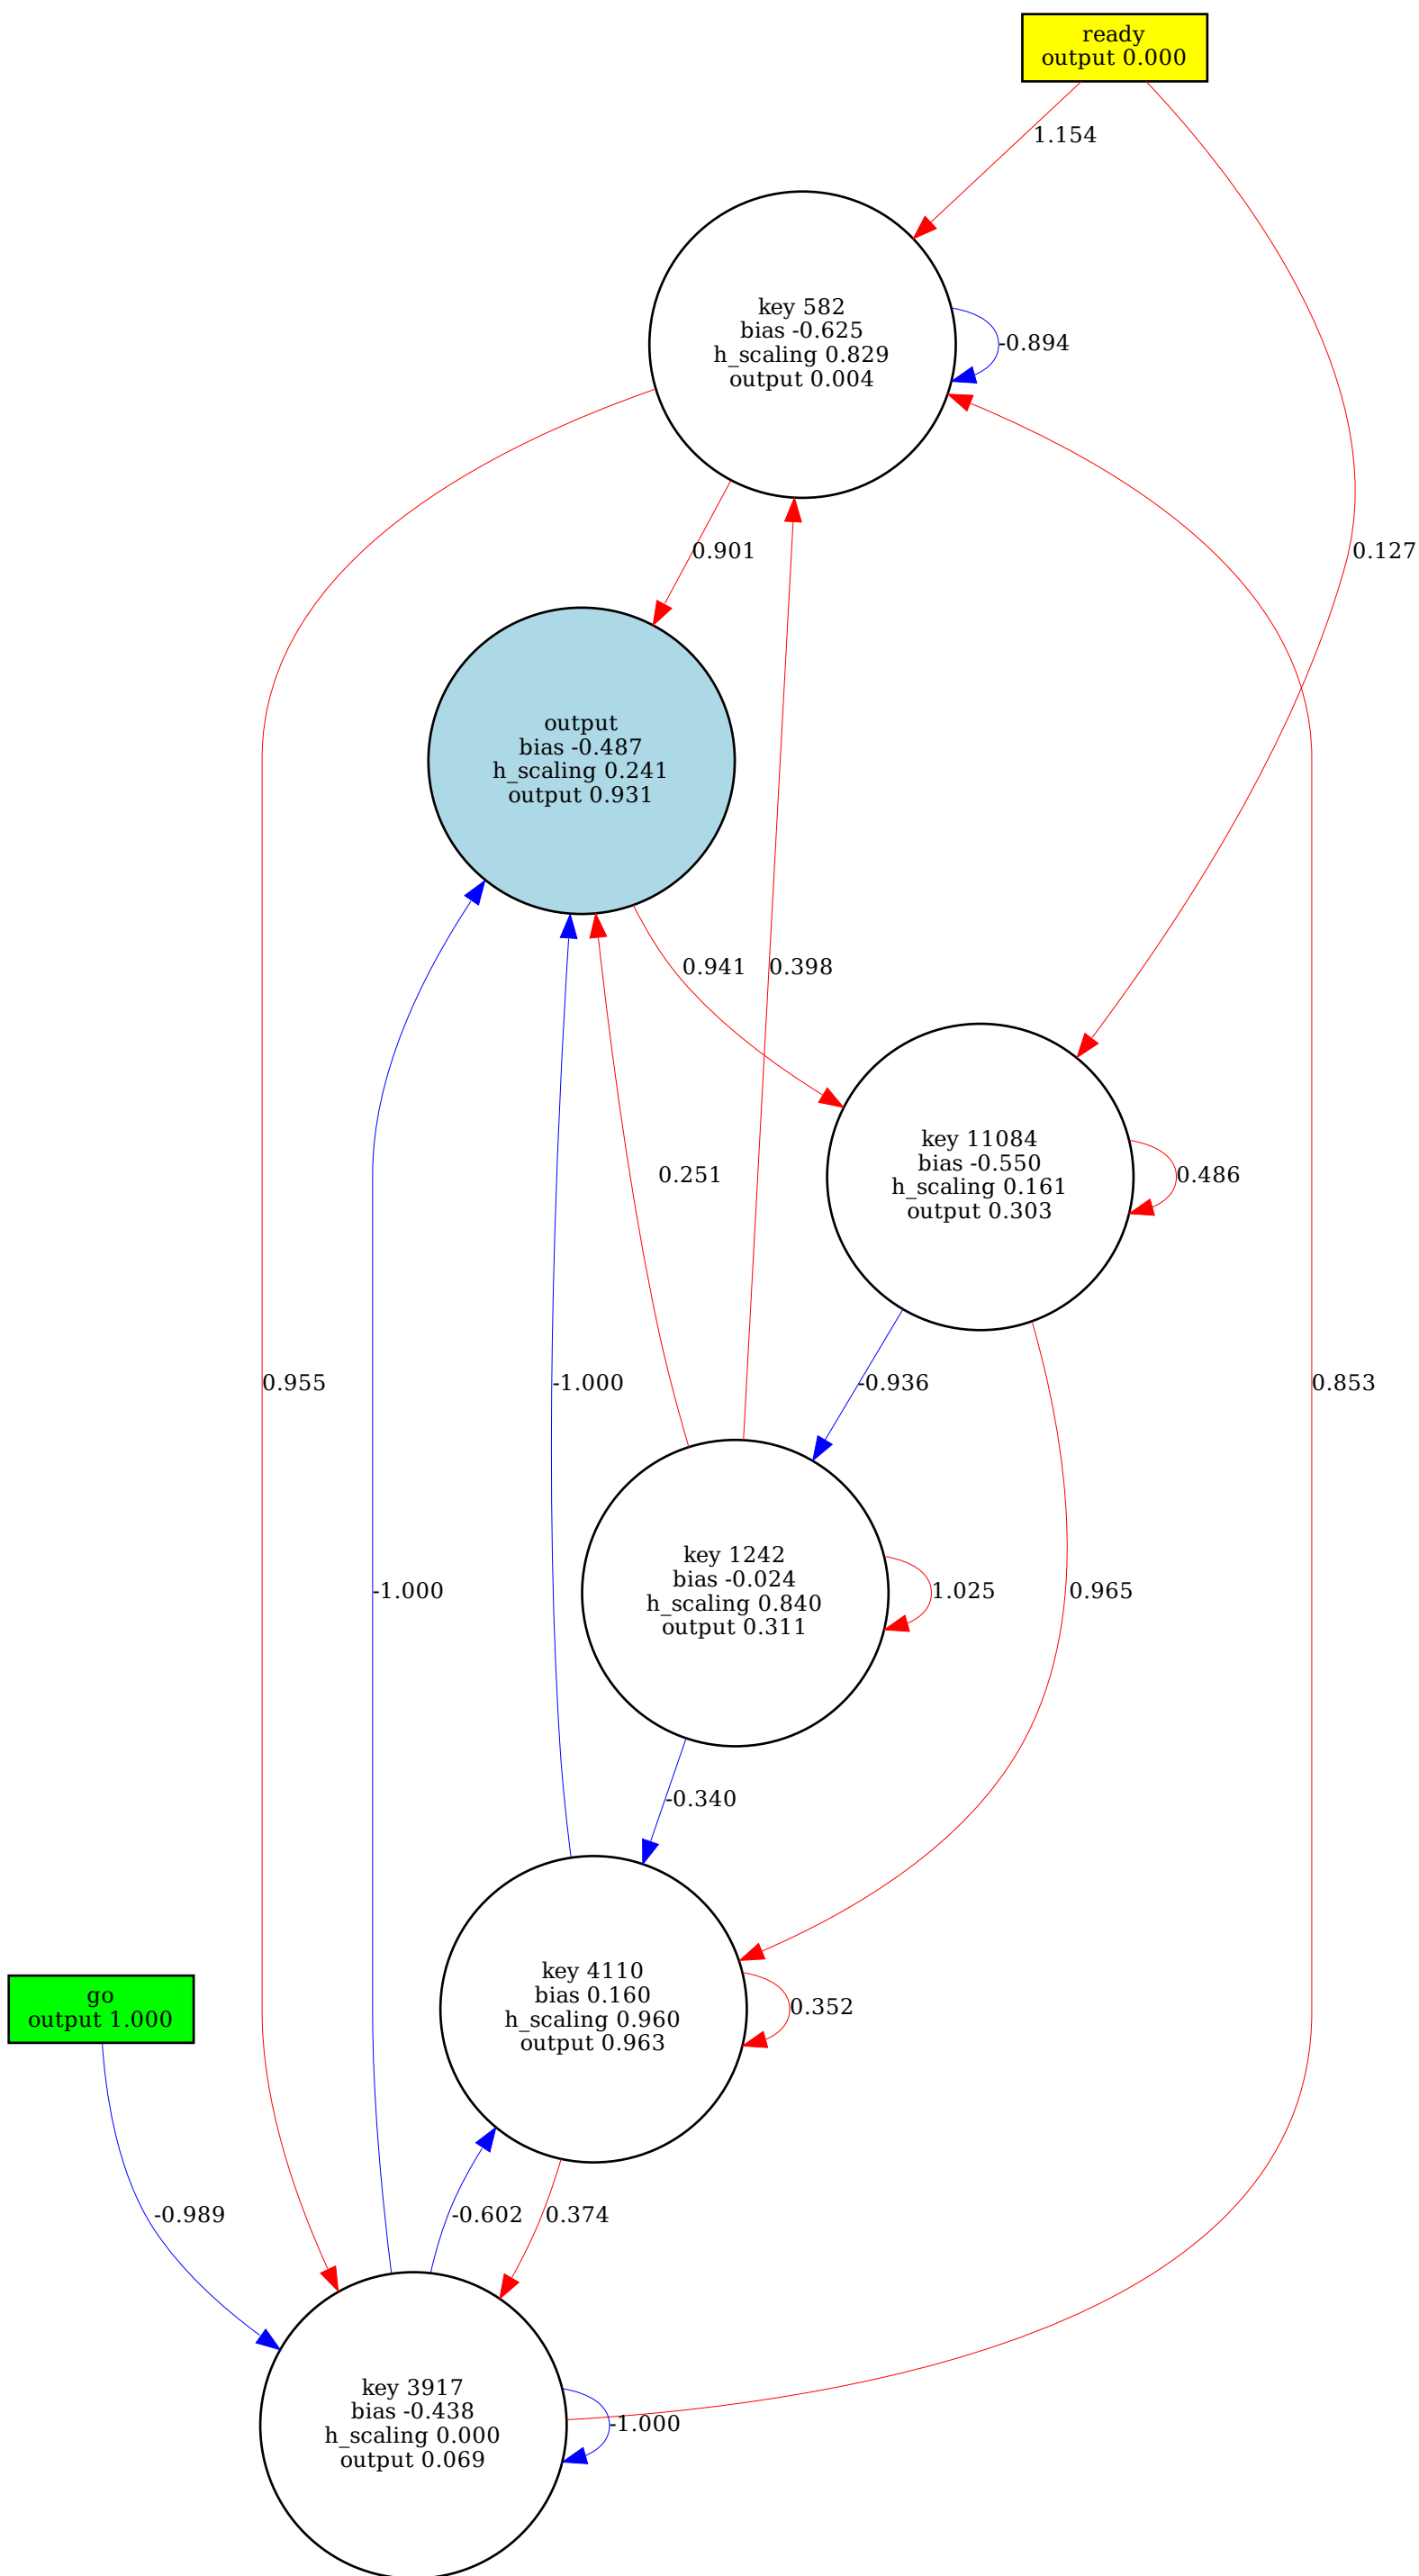 ready
output 0.000
1.154
key 582
bias -0.625
h_scaling 0.829
output 0.004
-0.894
0.901
0.127
output
bias -0.487
h_scaling 0.241
output 0.931
0.941
0.398
key 11084
bias -0.550
h_scaling 0.161
output 0.303
0.251
0.486
0.955
-1.000
-0.936
0.853
key 1242
bias -0.024
h_scaling 0.840
output 0.311
-1.000
1.025
0.965
-0.340
key 4110
bias 0.160
h_scaling 0.960
output 0.963
go
output 1.000
0.352
-0.989
-0.602
0.374
key 3917
bias -0.438
h_scaling 0.000
output 0.069
-1.000